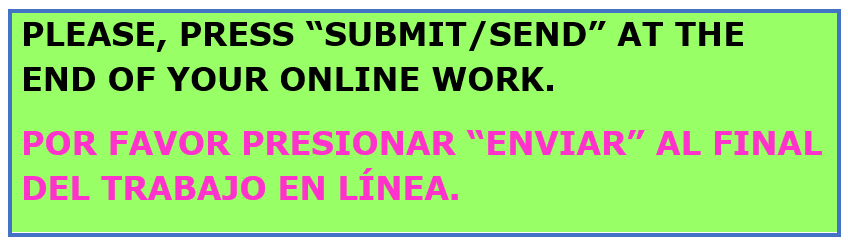 PLEASE, PRESS “SUBMIT/SEND” AT THE
END OF YOUR ONLINE WORK.
POR FAVOR PRESIONAR “ENVIAR” AL FINAL
DEL TRABAJO EN LÍNEA.